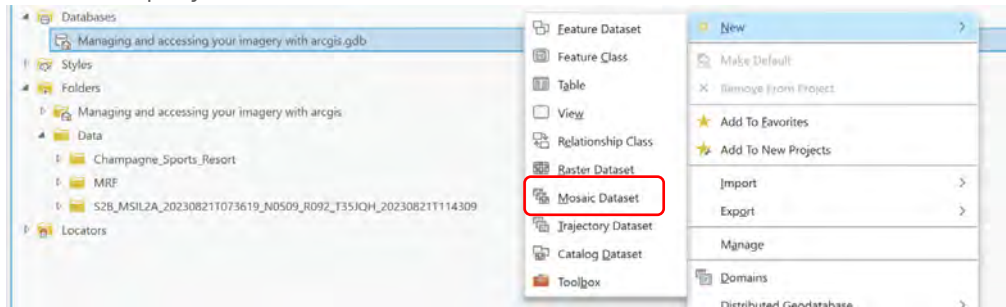 Databases
Managing and accessing your imagery with arcgis.gdb
Styles
Folders
Managing and accessing your imagery with arcgis
Data
Champagne_Sports_Resort
MRF
S2B_MSIL2A_20230821T073619_N0509_R092_T35JQH_20230821T114309
Locators
Feature Dataset
Feature Class
Table
View
Relationship Class
Raster Dataset
Mosaic Dataset
Trajectory Dataset
Catalog Dataset
Toolbox
New
Make Default
Remove From Project
Add To Favorites
Add To New Projects
Import
Export
Manage
Domains
Distributed Geodatabase